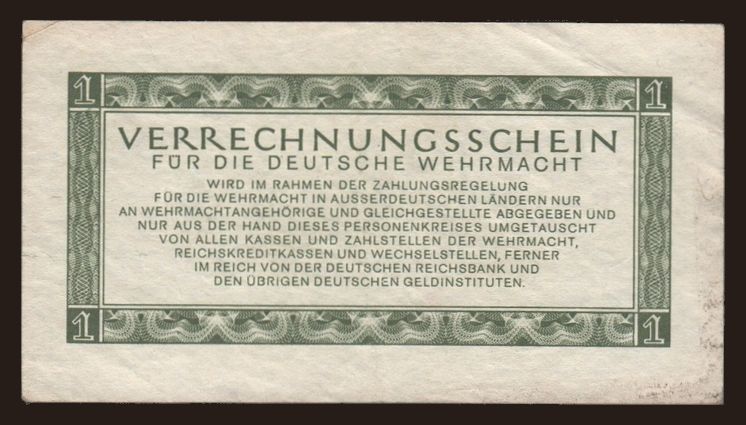 1 1
VERRECHNUNGSSCHEIN
FÜR DIE DEUTSCHE WEHRMACHT
WIRD IM RAHMEN DER ZAHLUNGSREGELUNG
FÜR DIE WEHRMACHT IN AUSSERDEUTSCHEN LÄNDERN NUR
AN WEHRMACHTANGEHÖRIGE UND GLEICHGESTELLTE ABGEGEBEN UND
NUR AUS DER HAND DIESES PERSONENKREISES UMGETAUSCHT
VON ALLEN KASSEN UND ZAHLSTELLEN DER WEHRMACHT,
REICHSKREDITKASSEN UND WECHSELSTELLEN, FERNER
IM REICH VON DER DEUTSCHEN REICHSBANK UND
DEN ÜBRIGEN DEUTSCHEN GELDINSTITUTEN.
1 1